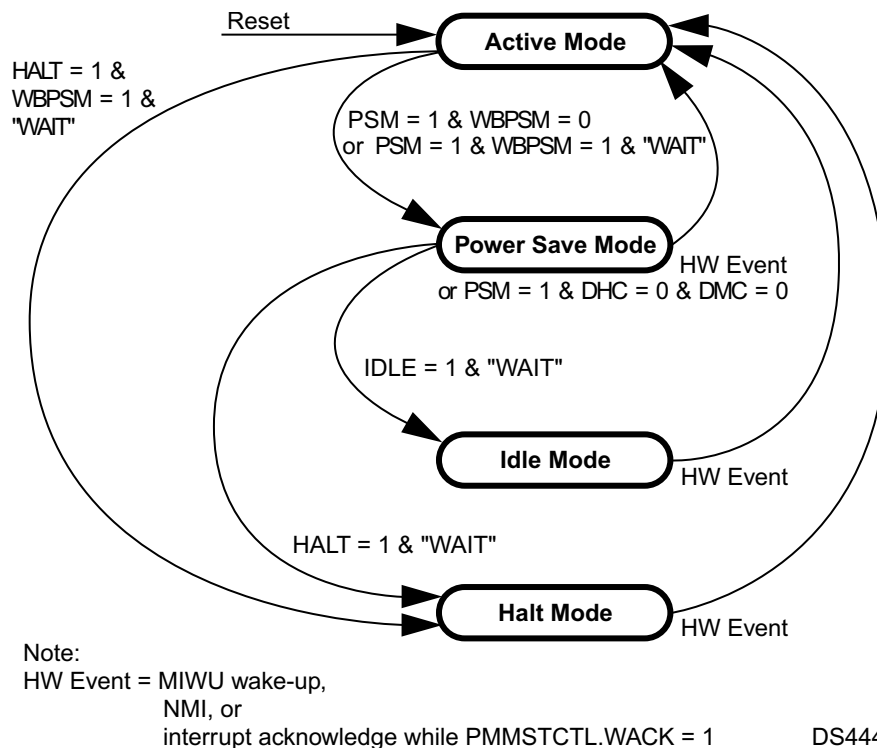 Reset
Active Mode
HALT = 1 &
WBPSM = 1 &
"WAIT"
PSM = 1 & WBPSM = 0
or PSM = 1 & WBPSM = 1 & "WAIT"
Power Save Mode
HW Event
or PSM = 1 & DHC = 0 & DMC = 0
IDLE = 1 & "WAIT"
Idle Mode
HW Event
HALT = 1 & "WAIT"
Halt Mode
HW Event
Note:
HW Event = MIWU wake-up,
NMI, or
interrupt acknowledge while PMMSTCTL.WACK = 1
DS444